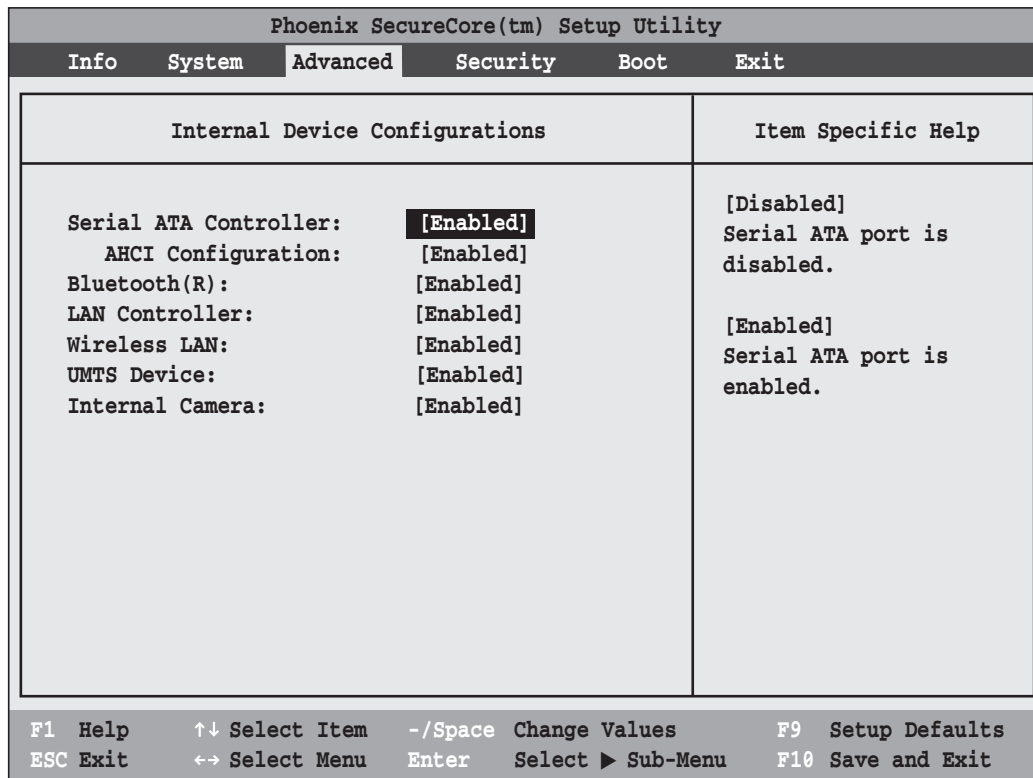 Phoenix SecureCore(tm) Setup Utility
Info System Advanced Security Boot Exit
Internal Device Configurations
Serial ATA Controller: [Enabled]
AHCI Configuration: [Enabled]
Bluetooth(R): [Enabled]
LAN Controller: [Enabled]
Wireless LAN: [Enabled]
UMTS Device: [Enabled]
Internal Camera: [Enabled]
Item Specific Help
[Disabled]
Serial ATA port is
disabled.
[Enabled]
Serial ATA port is
enabled.
F1 Help ↑↓ Select Item -/Space Change Values F9 Setup Defaults
ESC Exit ←→ Select Menu Enter Select ▶ Sub-Menu F10 Save and Exit